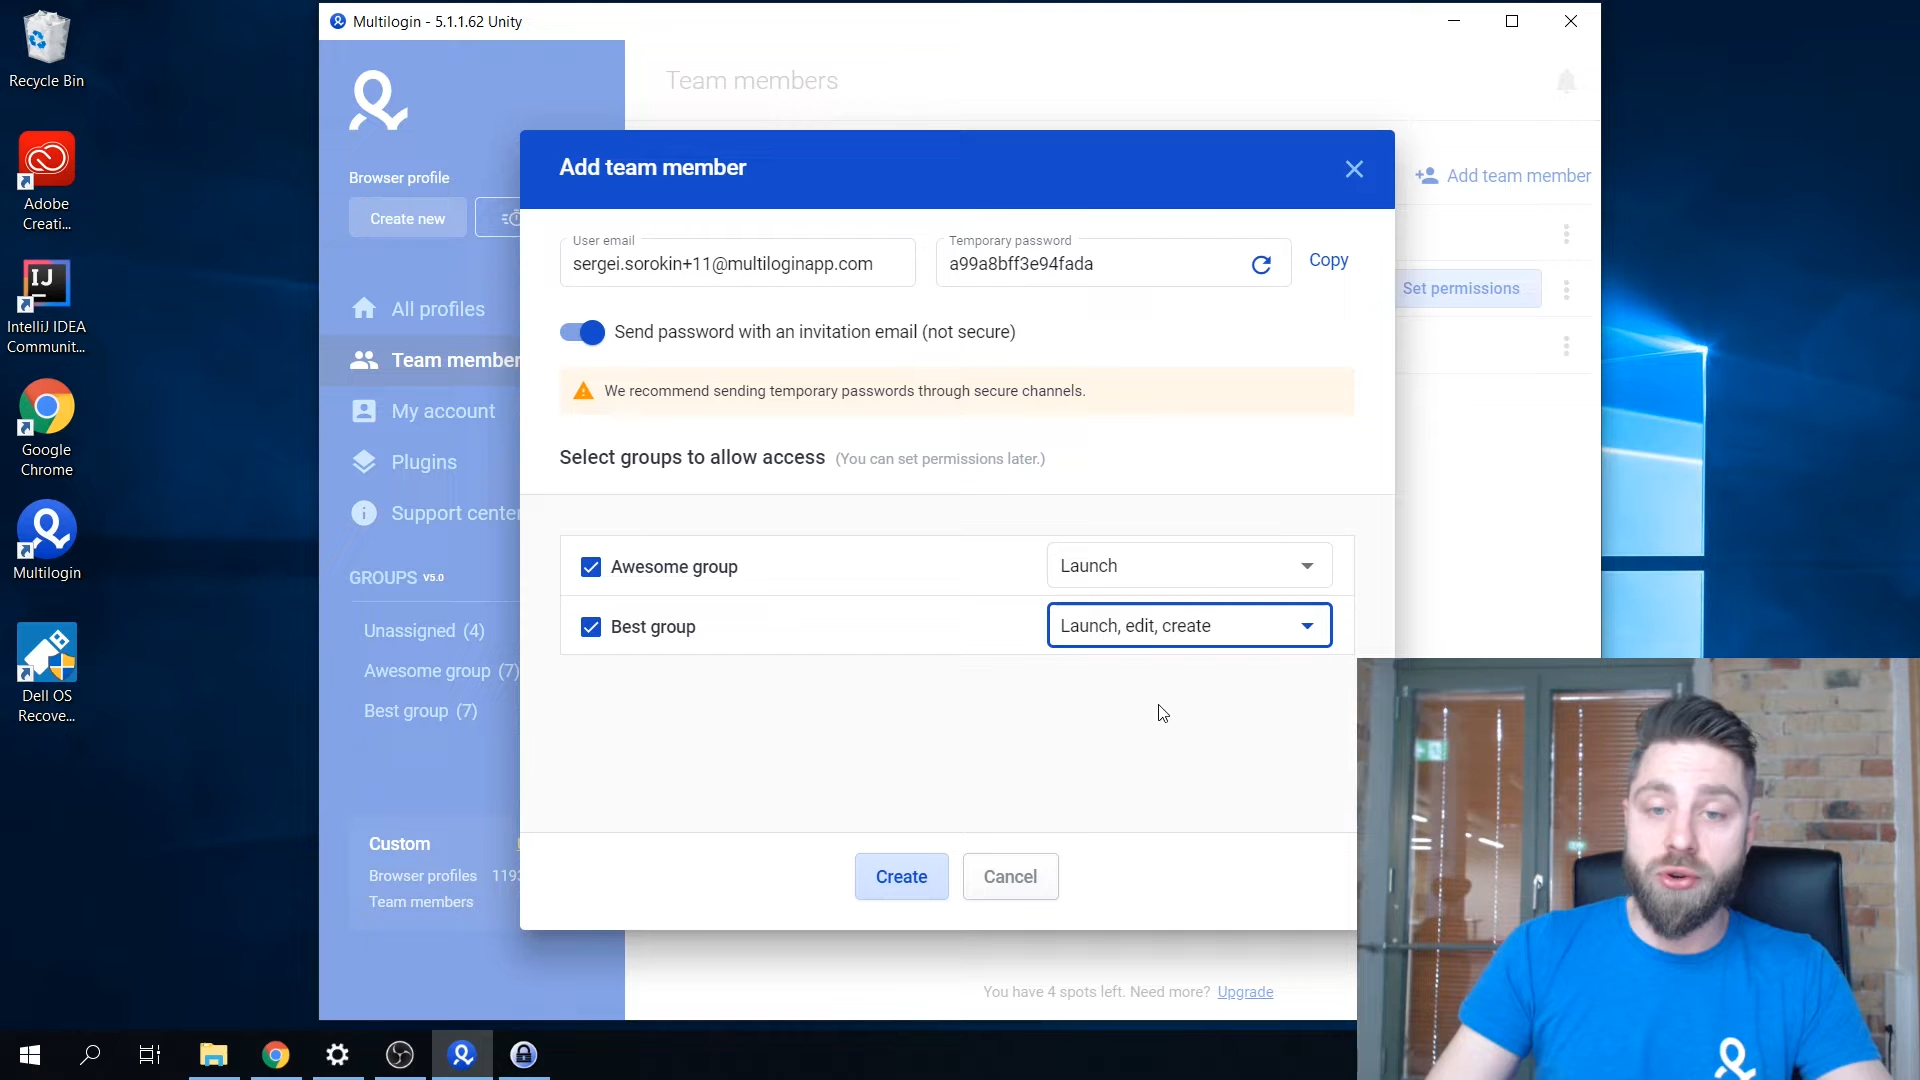 Recycle Bin
Adobe
Creati...
IJ
IntelliJ IDEA
Communit...
Google
Chrome
Multilogin
Dell OS
Recove...
Multilogin - 5.1.1.62 Unity
Browser profile
Create new
All profiles
Team member
My account
Plugins
Support cente
GROUPS V5.0
Unassigned (4)
Awesome group (7)
Best group (7)
Custom
Browser profiles 119
Team members
Team members
Add team member
Set permissions
Add team member
User email
sergei.sorokin+11@multiloginapp.com
Temporary password
a99a8bff3e94fada
Copy
Send password with an invitation email (not secure)
We recommend sending temporary passwords through secure channels.
Select groups to allow access (You can set permissions later.)
Awesome group Launch
Best group Launch, edit, create
Create Cancel
You have 4 spots left. Need more? Upgrade